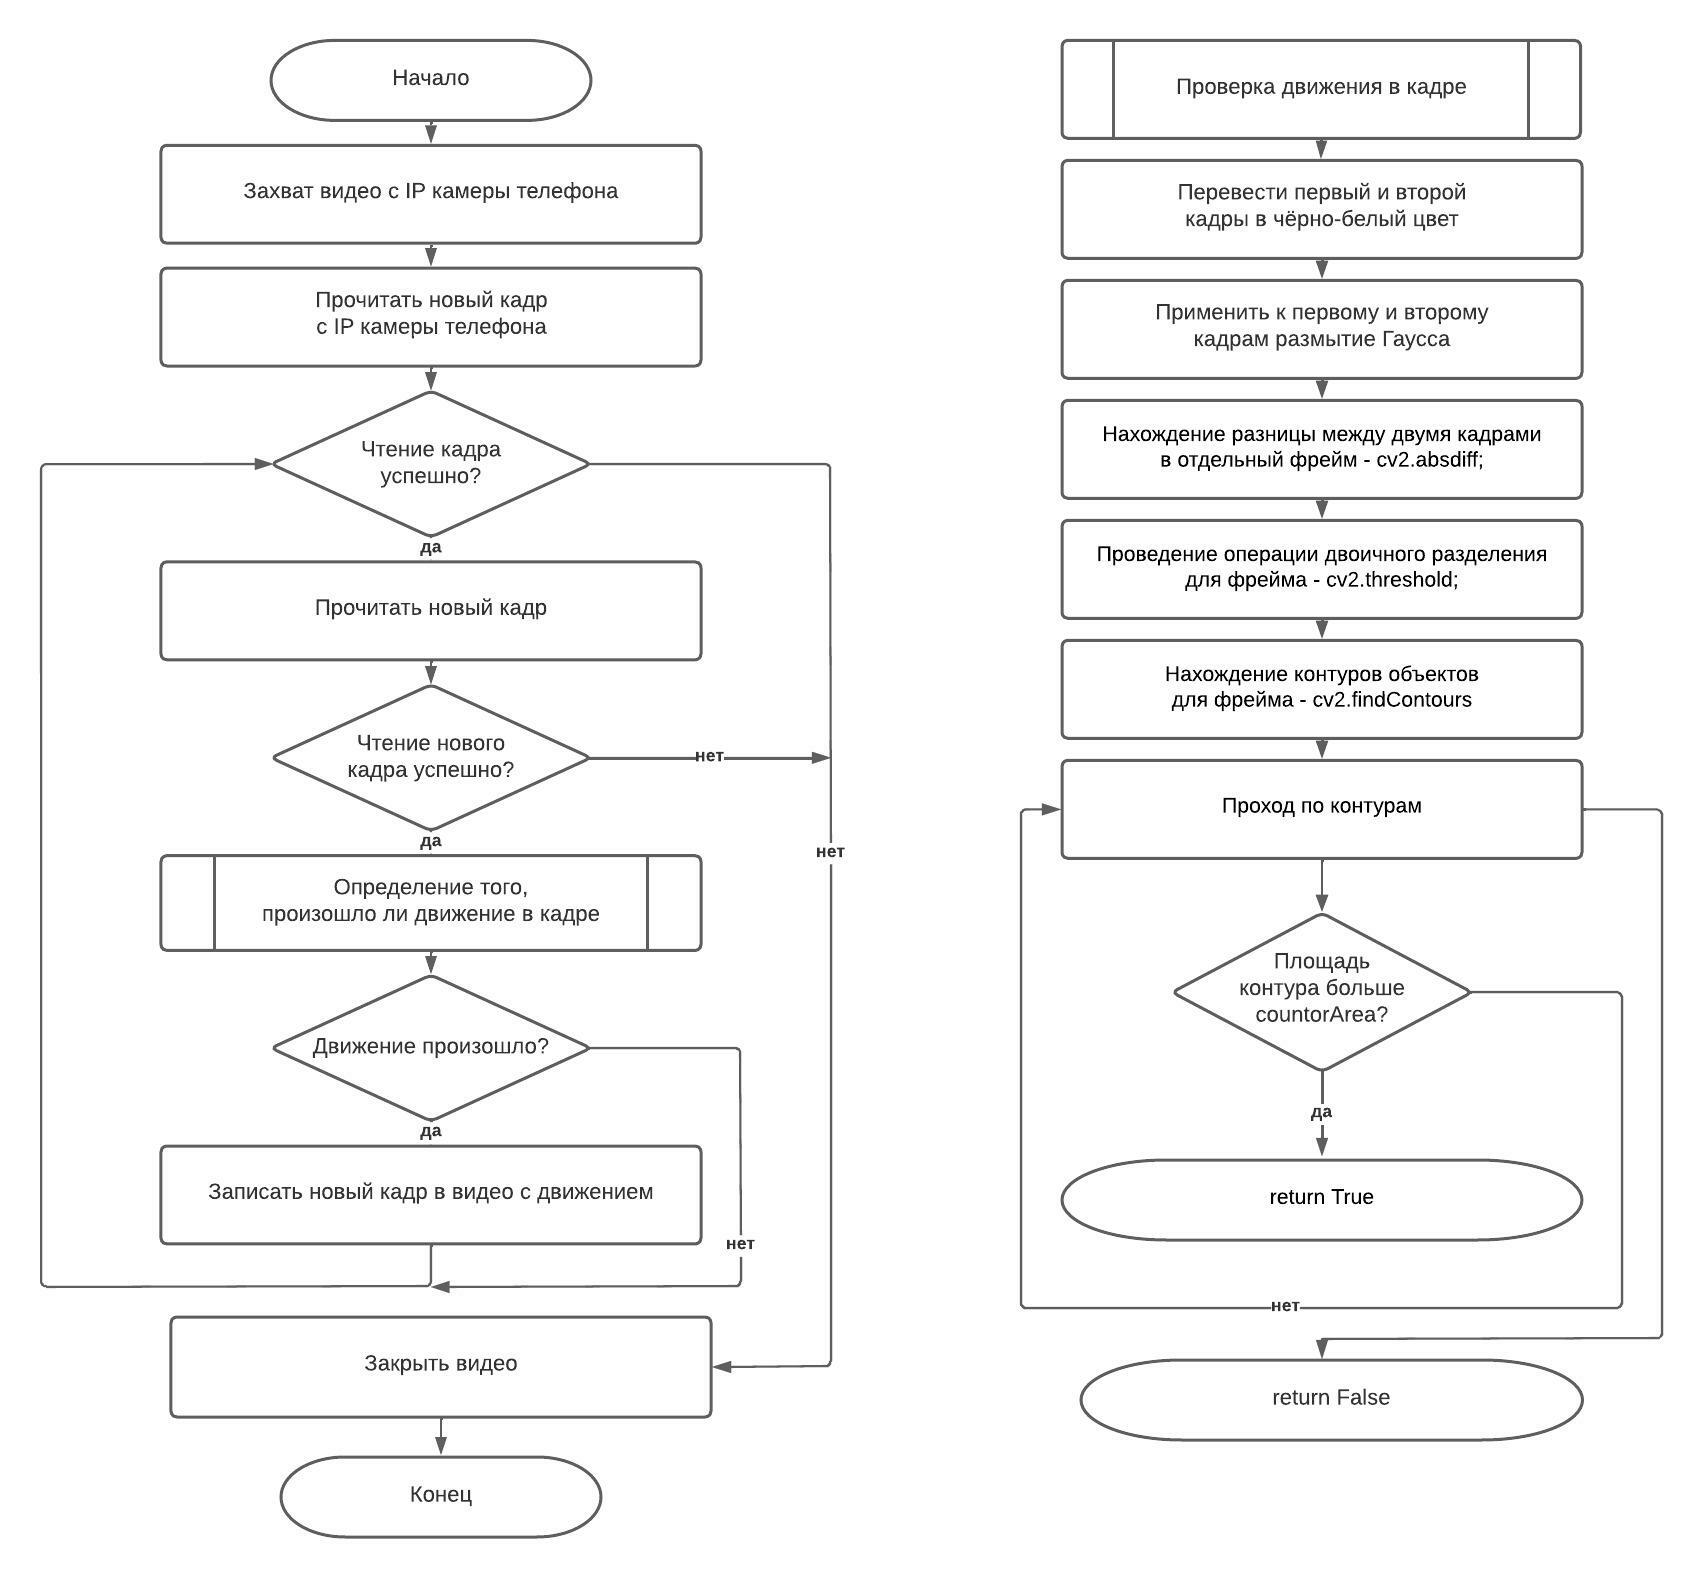 Начало
Захват видео с IP камеры телефона
Прочитать новый кадр
с IP камеры телефона
Чтение кадра
успешно?
да
Прочитать новый кадр
Чтение нового
кадра успешно?
нет
да
нет
Определение того,
произошло ли движение в кадре
Движение произошло?
да
Записать новый кадр в видео с движением
нет
Закрыть видео
Конец
Проверка движения в кадре
Перевести первый и второй
кадры в чёрно-белый цвет
Применить к первому и второму
кадрам размытие Гаусса
Нахождение разницы между двумя кадрами
в отдельный фрейм - cv2.absdiff;
Проведение операции двоичного разделения
для фрейма - cv2.threshold;
Нахождение контуров объектов
для фрейма - cv2.findContours
Проход по контурам
Площадь
контура больше
countorArea?
да
return True
нет
return False